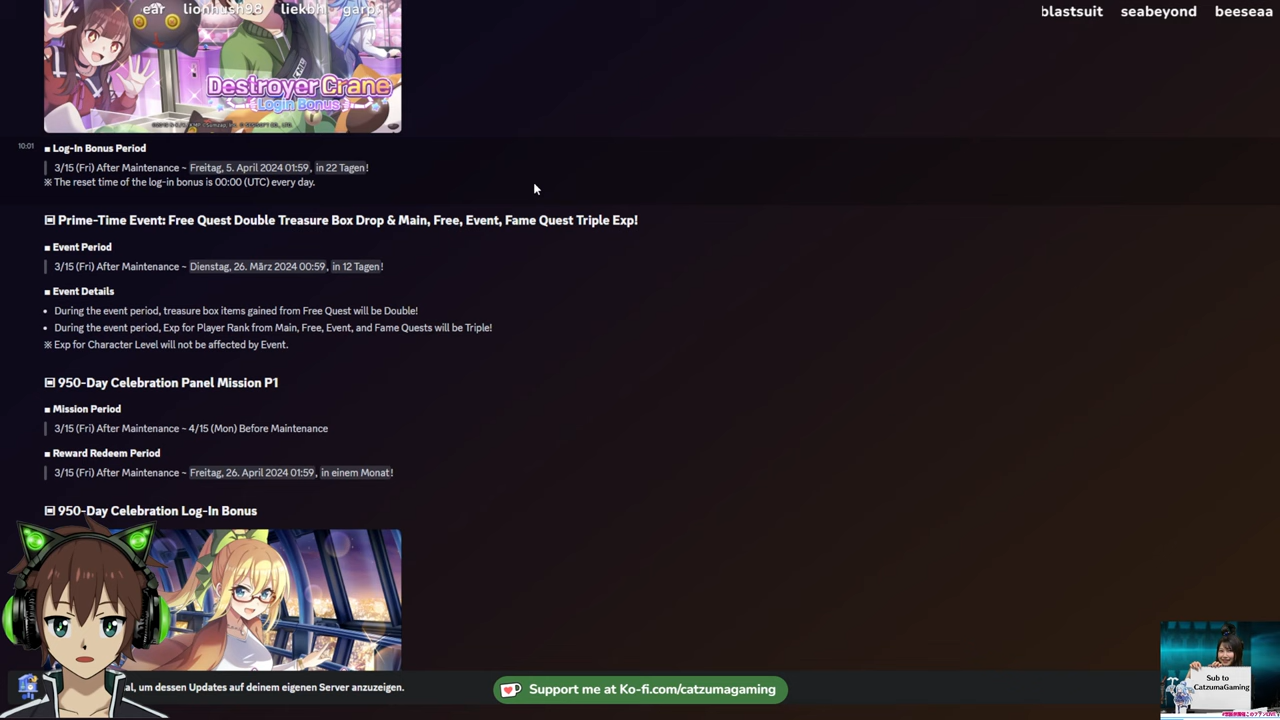 ear lionhush98 liekbh garp
blastsuit seabeyond beeseaa
Destroyer Crane
Login Bonus
10:01
■ Log-In Bonus Period
3/15 (Fri) After Maintenance ~ Freitag, 5. April 2024 01:59, in 22 Tagen!
※ The reset time of the log-in bonus is 00:00 (UTC) every day.
Prime-Time Event: Free Quest Double Treasure Box Drop & Main, Free, Event, Fame Quest Triple Exp!
■ Event Period
3/15 (Fri) After Maintenance ~ Dienstag, 26. März 2024 00:59, in 12 Tagen!
■ Event Details
• During the event period, treasure box items gained from Free Quest will be Double!
• During the event period, Exp for Player Rank from Main, Free, Event, and Fame Quests will be Triple!
※ Exp for Character Level will not be affected by Event.
950-Day Celebration Panel Mission P1
■ Mission Period
3/15 (Fri) After Maintenance ~ 4/15 (Mon) Before Maintenance
■ Reward Redeem Period
3/15 (Fri) After Maintenance ~ Freitag, 26. April 2024 01:59, in einem Monat!
950-Day Celebration Log-In Bonus
al, um dessen Updates auf deinem eigenen Server anzuzeigen.
Support me at Ko-fi.com/catzumagaming
Sub to
CatzumaGaming